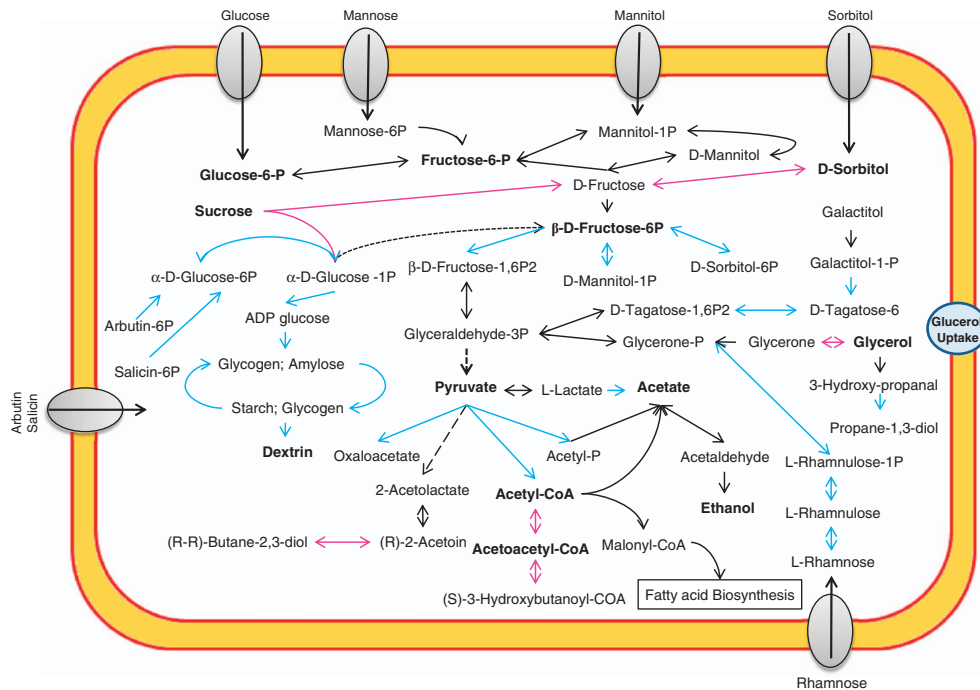 Glucose
Mannose
Mannitol
Sorbitol
Mannose-6P
Mannitol-1P
Glucose-6-P
Fructose-6-P
D-Mannitol
D-Sorbitol
D-Fructose
Sucrose
Galactitol
β-D-Fructose-6P
α-D-Glucose-6P
α-D-Glucose -1P
β-D-Fructose-1,6P2
D-Mannitol-1P
D-Sorbitol-6P
Galactitol-1-P
Arbutin-6P
ADP glucose
Glyceraldehyde-3P
D-Tagatose-1,6P2
D-Tagatose-6
Glucerol
Uptake
Glycerone-P
Glycerone
Glycerol
Salicin-6P
Glycogen; Amylose
Pyruvate
L-Lactate
Acetate
3-Hydroxy-propanal
Arbutin
Salicin
Starch; Glycogen
Propane-1,3-diol
Dextrin
Oxaloacetate
Acetyl-P
Acetaldehyde
L-Rhamnulose-1P
2-Acetolactate
Acetyl-CoA
Ethanol
L-Rhamnulose
(R-R)-Butane-2,3-diol
(R)-2-Acetoin
Acetoacetyl-CoA
Malonyl-CoA
L-Rhamnose
(S)-3-Hydroxybutanoyl-COA
Fatty acid Biosynthesis
Rhamnose